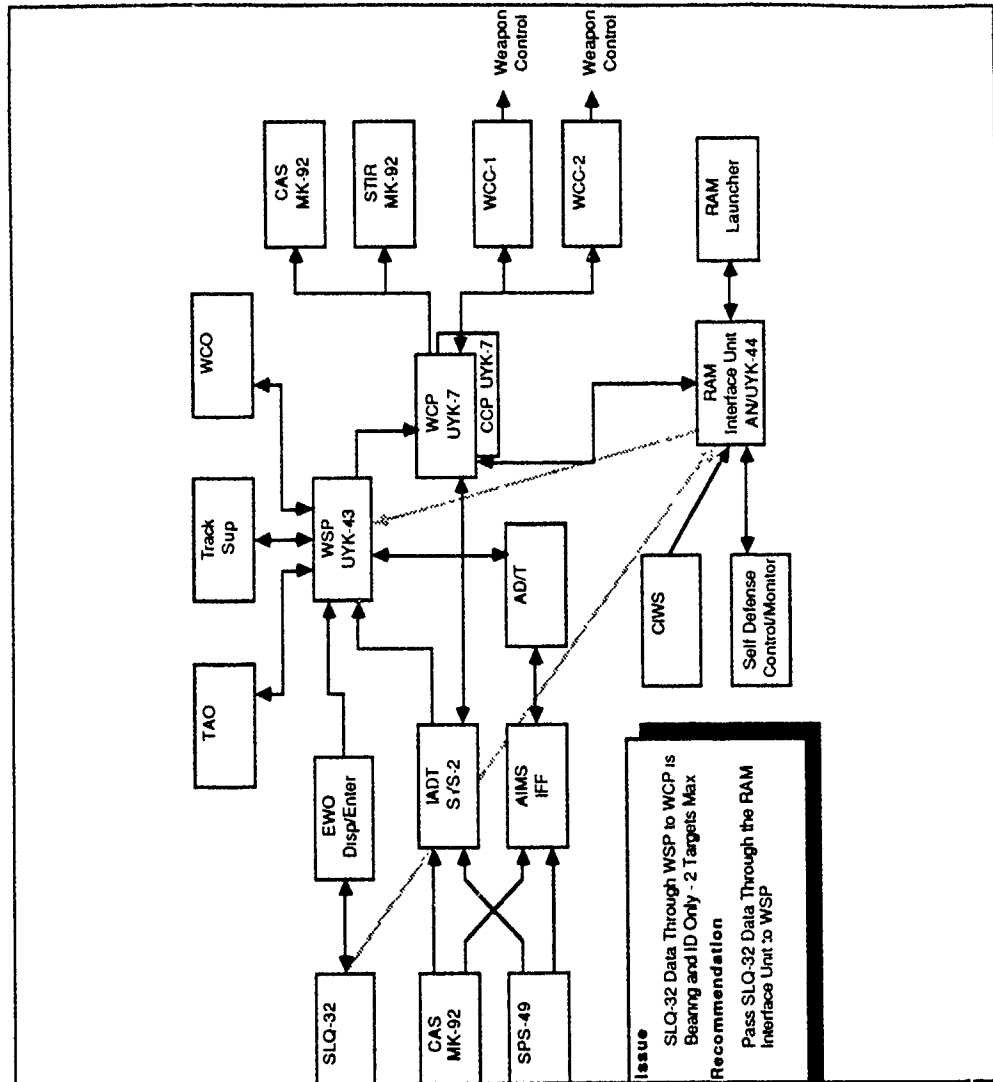 SLQ-32
CAS
MK-92
SPS-49
EWO
Disp/Enter
IADT
SYS-2
AIMS
IFF
TAO
Track
Sup
WCO
WSP
UYK-43
AD/T
WCP
UYK-7
CCP UYK-7
CAS
MK-92
STIR
MK-92
WCC-1
WCC-2
Weapon
Control
Weapon
Control
CIWS
Self Defense
Control/Monitor
RAM
Interface Unit
AN/UYK-44
RAM
Launcher
Issue
SLQ-32 Data Through WSP to WCP is
Bearing and ID Only - 2 Targets Max
Recommendation
Pass SLQ-32 Data Through the RAM
Interface Unit to WSP